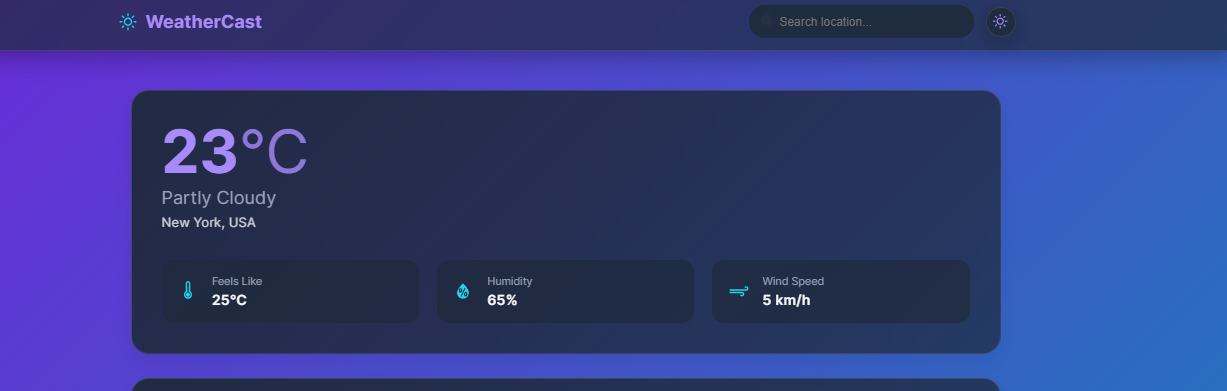 WeatherCast
Search location...
23°C
Partly Cloudy
New York, USA
Feels Like
25°C
Humidity
65%
Wind Speed
5 km/h